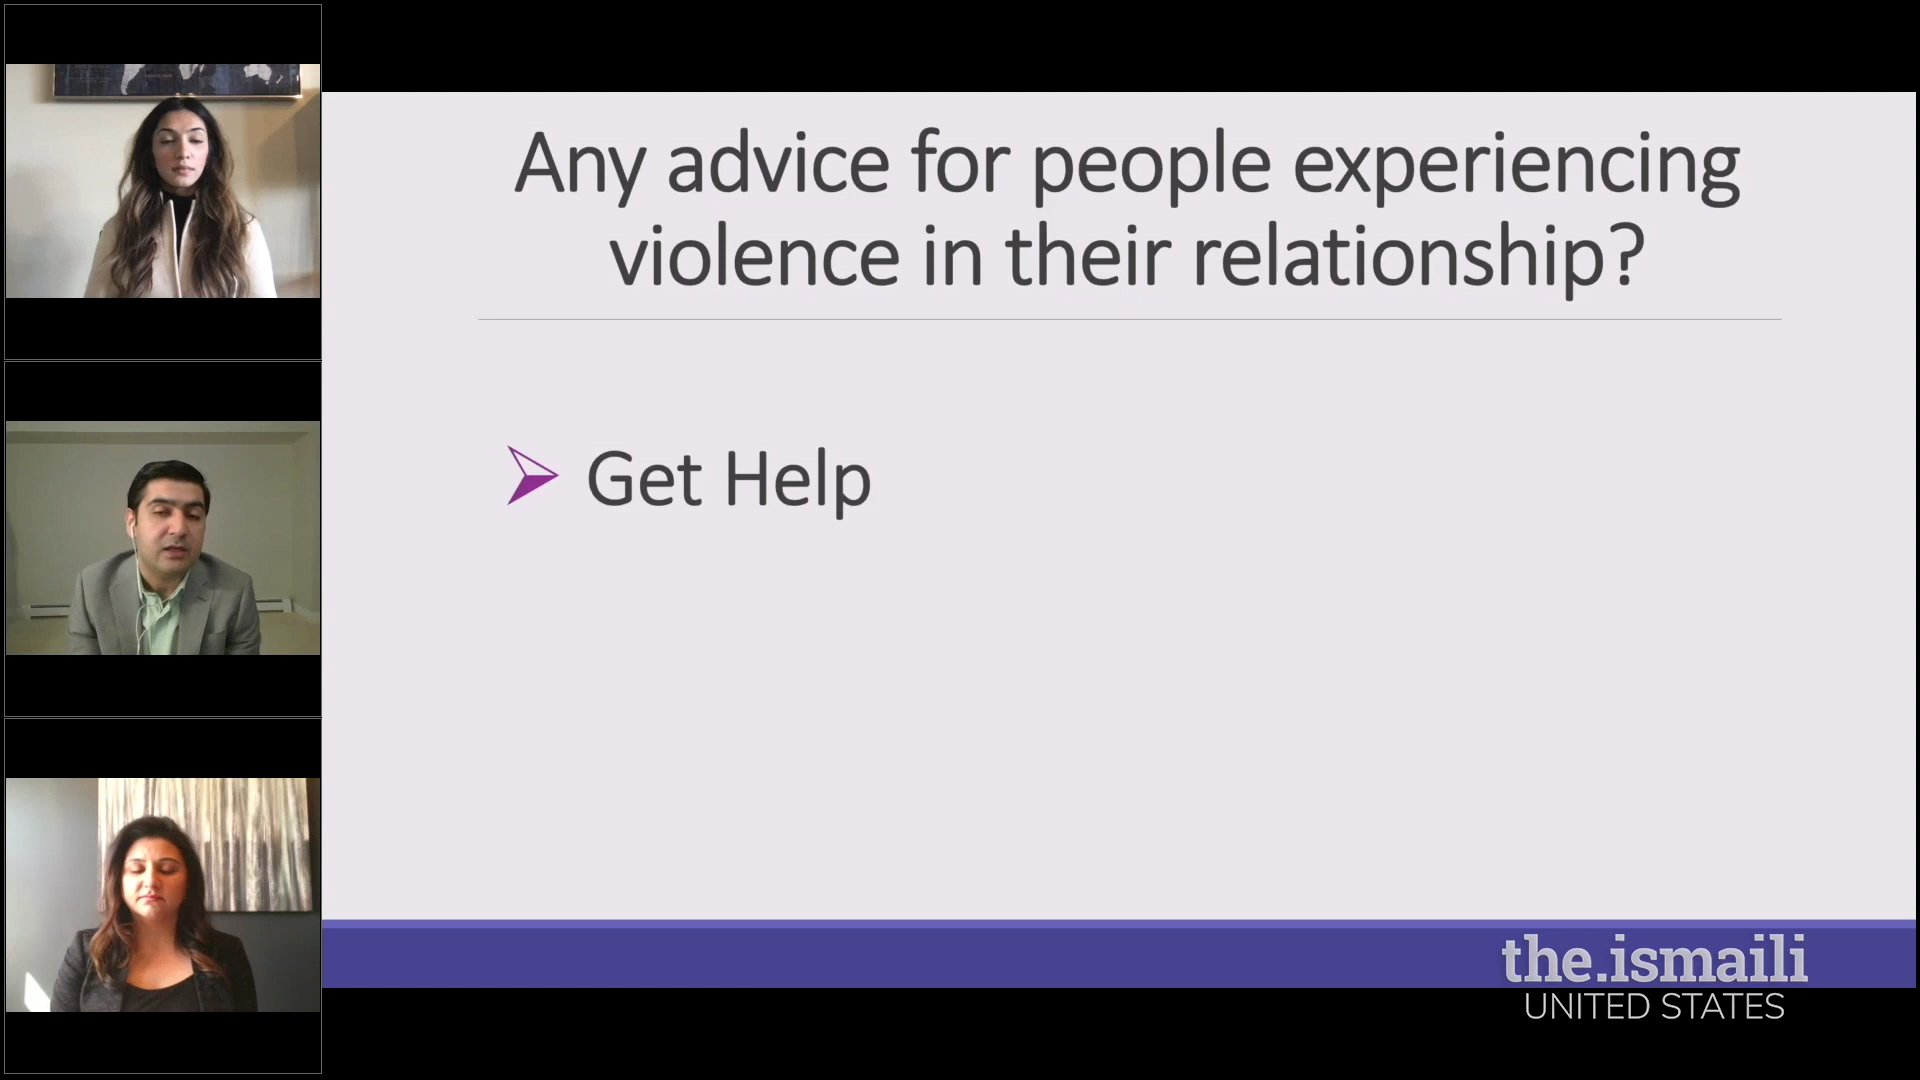 Any advice for people experiencing
violence in their relationship?
Get Help
the.ismaili
UNITED STATES